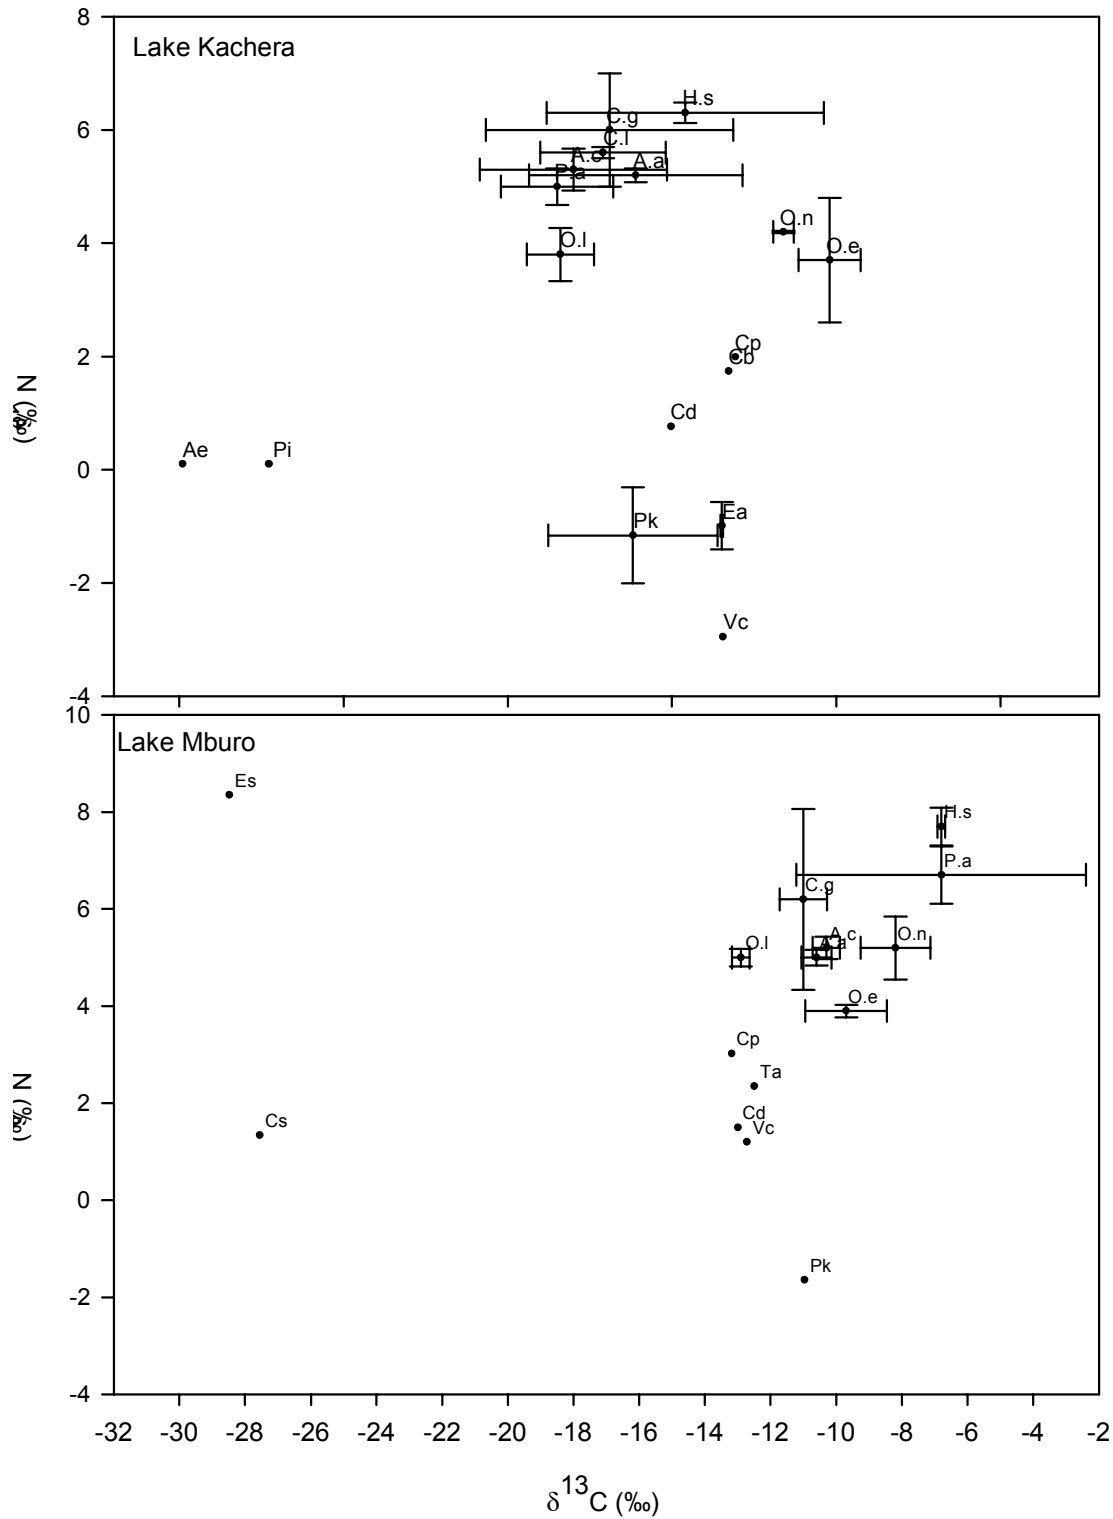 8
Lake Kachera
H.s
C.g
6
C.l
A.c
A.a
P.a
O.n
O.l
O.e
4
Cp
2
Cb
Cd
Ae
Pi
0
Ea
Pk
-2
Vc
-4
N
10
Lake Mburo
Es
8
H.s
P.a
C.g
6
A.c
O.n
O.l
A.a
O.e
4
Cp
Ta
2
Cd
Cs
Vc
0
Pk
-2
-4
N
-32 -30 -28 -26 -24 -22 -20 -18 -16 -14 -12 -10 -8 -6 -4 -2
δ13C (‰)